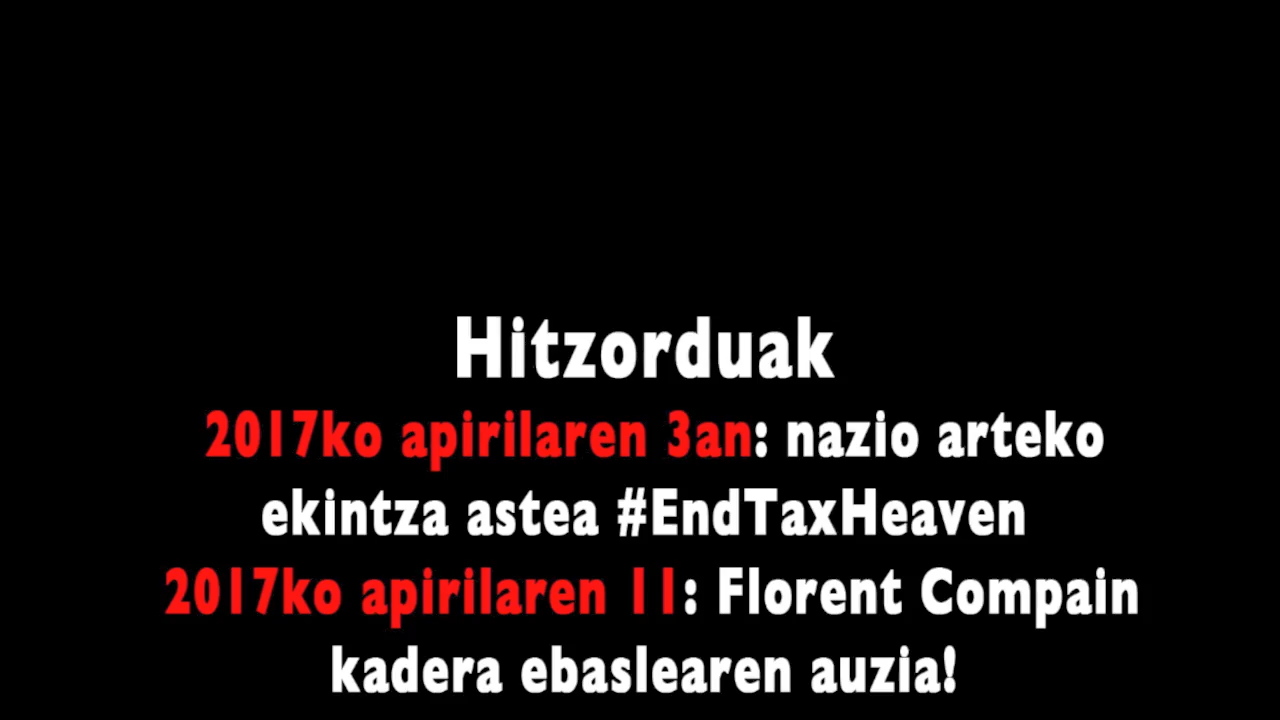 Hitzorduak
2017ko apirilaren 3an: nazio arteko
ekintza astea #EndTaxHeaven
2017ko apirilaren 11: Florent Compain
kadera ebaslearen auzia!